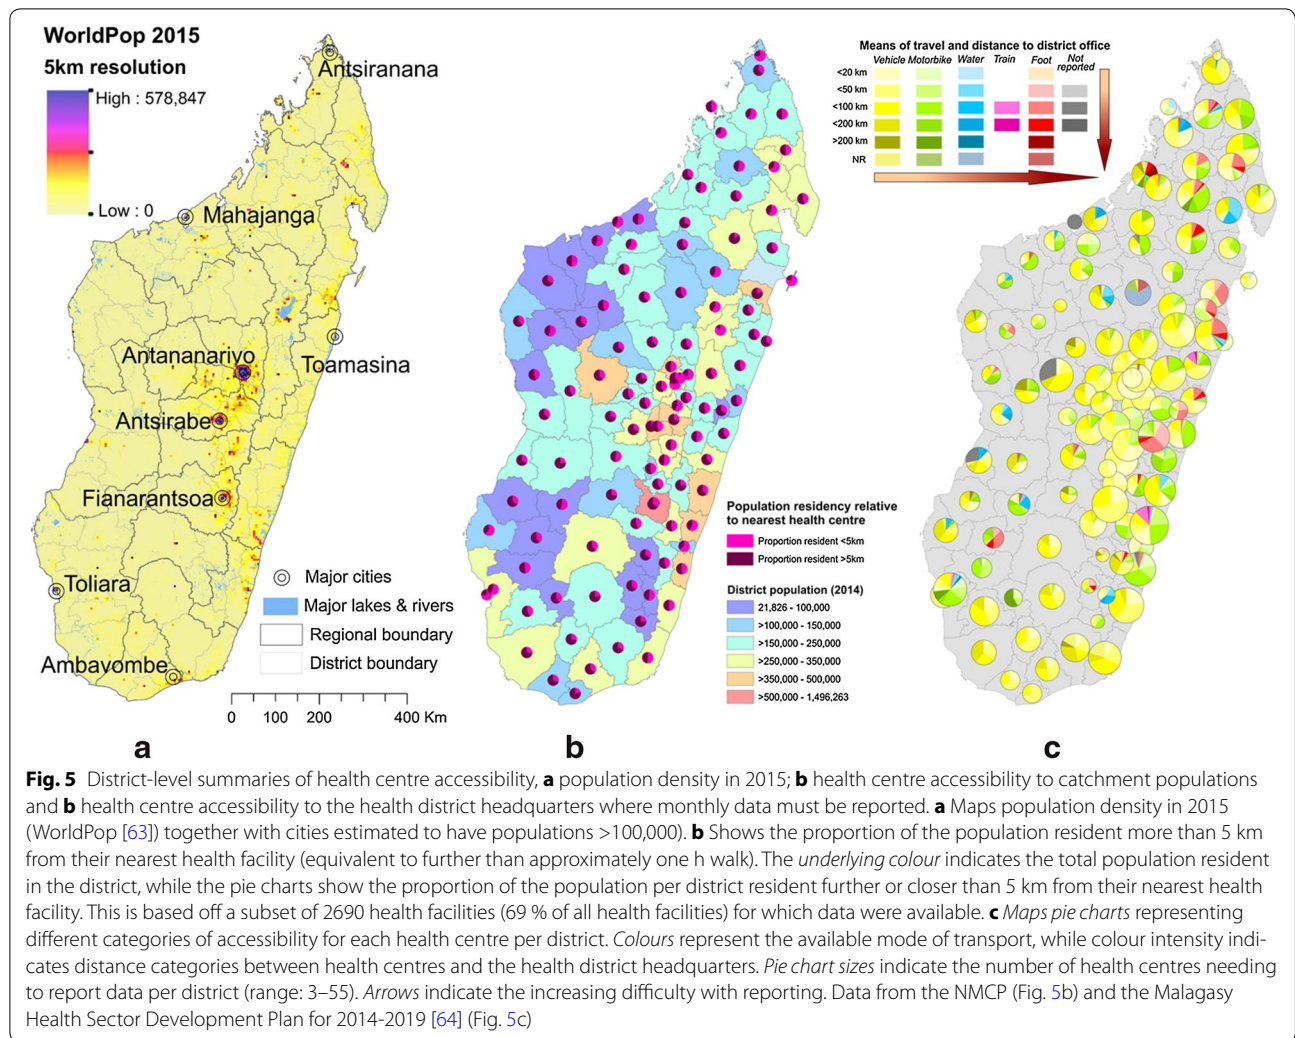 WorldPop 2015
5km resolution
High : 578,847
Low : 0
Antsiranana
Mahajanga
Antananarivo
Toamasina
Antsirabe
Fianarantsoa
Toliara
Ambavombe
Major cities
Major lakes & rivers
Regional boundary
District boundary
0 100 200 400 Km
a
Population residency relative
to nearest health centre
Proportion resident <5km
Proportion resident >5km
District population (2014)
21,826 - 100,000
>100,000 - 150,000
>150,000 - 250,000
>250,000 - 350,000
>350,000 - 500,000
>500,000 - 1,496,263
b
Means of travel and distance to district office
Vehicle Motorbike Water Train Foot Not reported
<20 km
<50 km
<100 km
<200 km
>200 km
NR
c
Fig. 5 District-level summaries of health centre accessibility, a population density in 2015; b health centre accessibility to catchment populations
and b health centre accessibility to the health district headquarters where monthly data must be reported. a Maps population density in 2015
(WorldPop [63]) together with cities estimated to have populations >100,000). b Shows the proportion of the population resident more than 5 km
from their nearest health facility (equivalent to further than approximately one h walk). The underlying colour indicates the total population resident
in the district, while the pie charts show the proportion of the population per district resident further or closer than 5 km from their nearest health
facility. This is based off a subset of 2690 health facilities (69 % of all health facilities) for which data were available. c Maps pie charts representing
different categories of accessibility for each health centre per district. Colours represent the available mode of transport, while colour intensity indi-
cates distance categories between health centres and the health district headquarters. Pie chart sizes indicate the number of health centres needing
to report data per district (range: 3–55). Arrows indicate the increasing difficulty with reporting. Data from the NMCP (Fig. 5b) and the Malagasy
Health Sector Development Plan for 2014-2019 [64] (Fig. 5c)